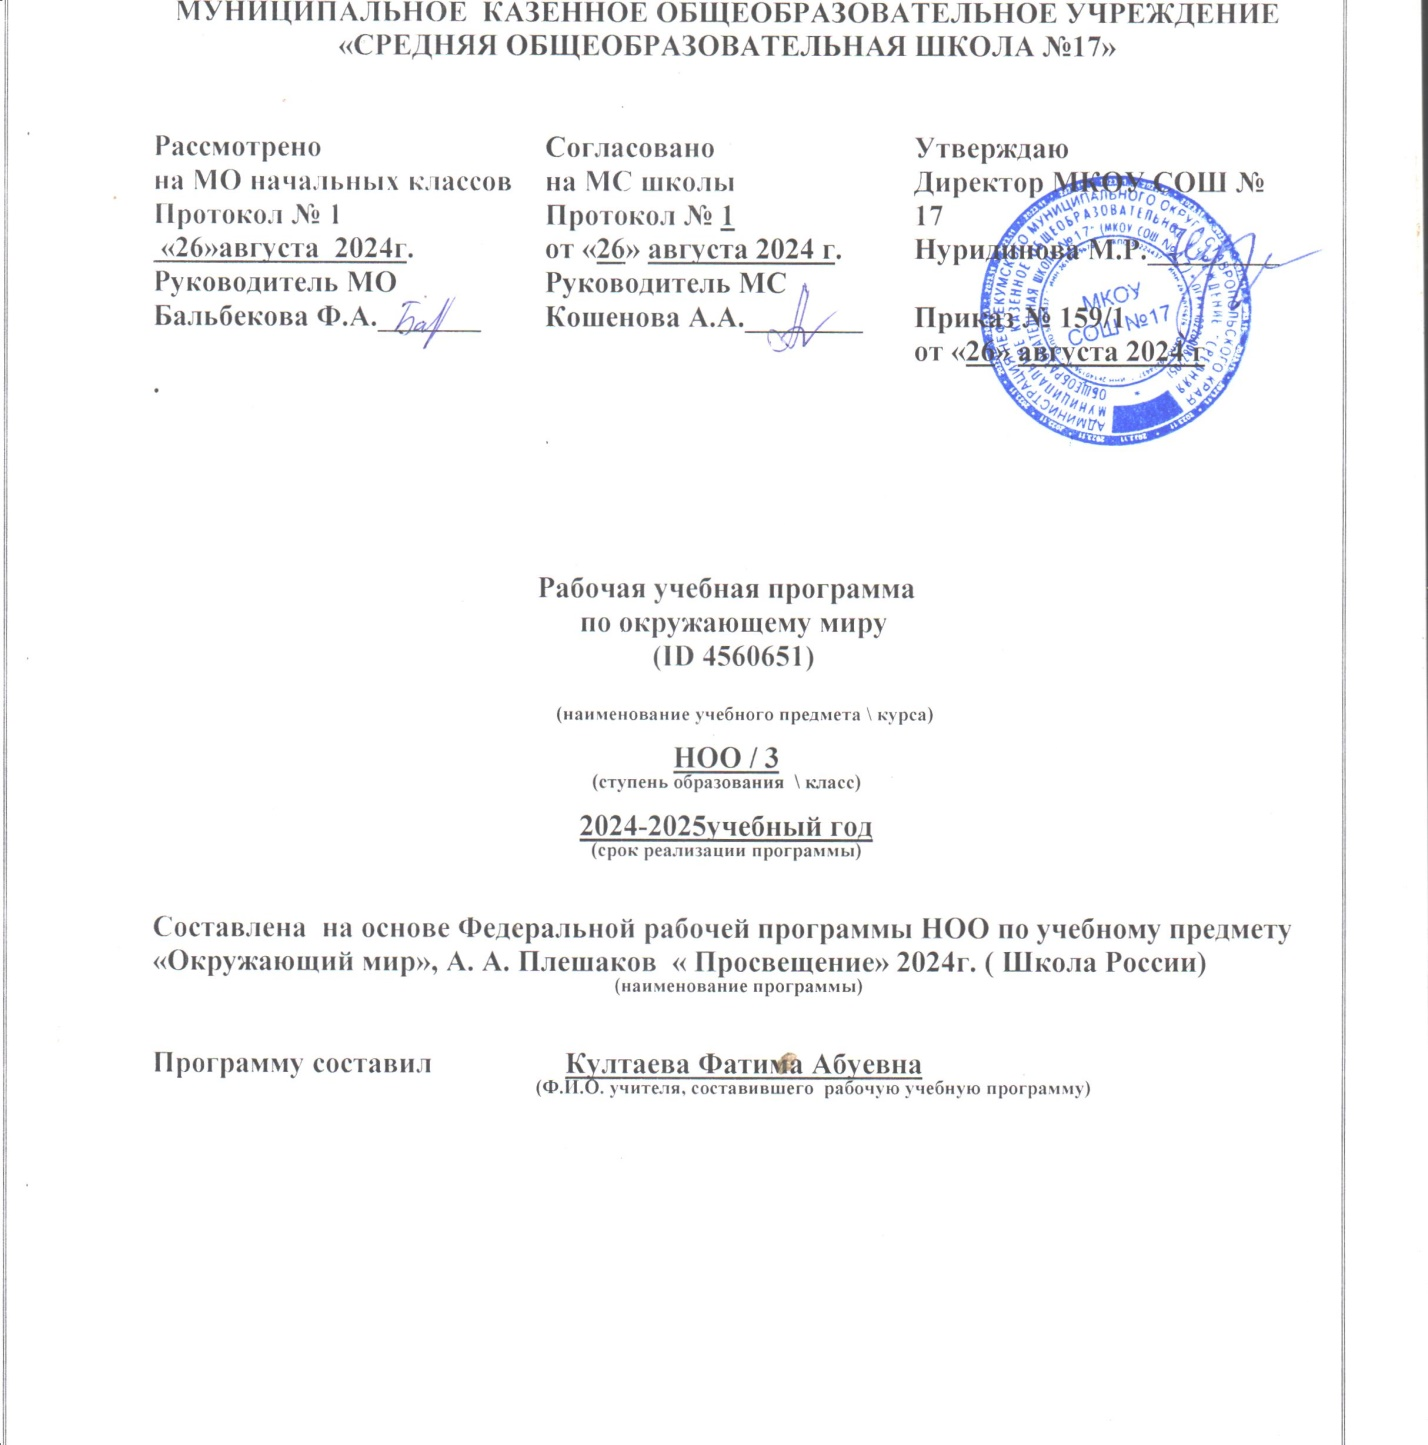 МУНИЦИПАЛЬНОЕ  КАЗЕННОЕ ОБЩЕОБРАЗОВАТЕЛЬНОЕ УЧРЕЖДЕНИЕ
«СРЕДНЯЯ ОБЩЕОБРАЗОВАТЕЛЬНАЯ ШКОЛА №17»
Рассмотрено
на МО начальных классов
Протокол № 1
«26»августа  2024г.
Руководитель МО
Бальбекова Ф.А._______
.
Согласовано
на МС школы
Протокол № 1
от «26» августа 2024 г.
Руководитель МС
Кошенова А.А.________
Утверждаю
Директор МКОУ СОШ №
17
Нуридинова М.Р._________
Приказ № 159/1
от «26» августа 2024 г
МКОУ
СОШ №17
Рабочая учебная программа
по окружающему миру
(ID 4560651)
(наименование учебного предмета \ курса)
НОО / 3
(ступень образования  \ класс)
2024-2025учебный год
(срок реализации программы)
Составлена  на основе Федеральной рабочей программы НОО по учебному предмету
«Окружающий мир», А. А. Плешаков  « Просвещение» 2024г. ( Школа России)
(наименование программы)
Программу составил Култаева Фатима Абуевна
(Ф.И.О. учителя, составившего  рабочую учебную программу)